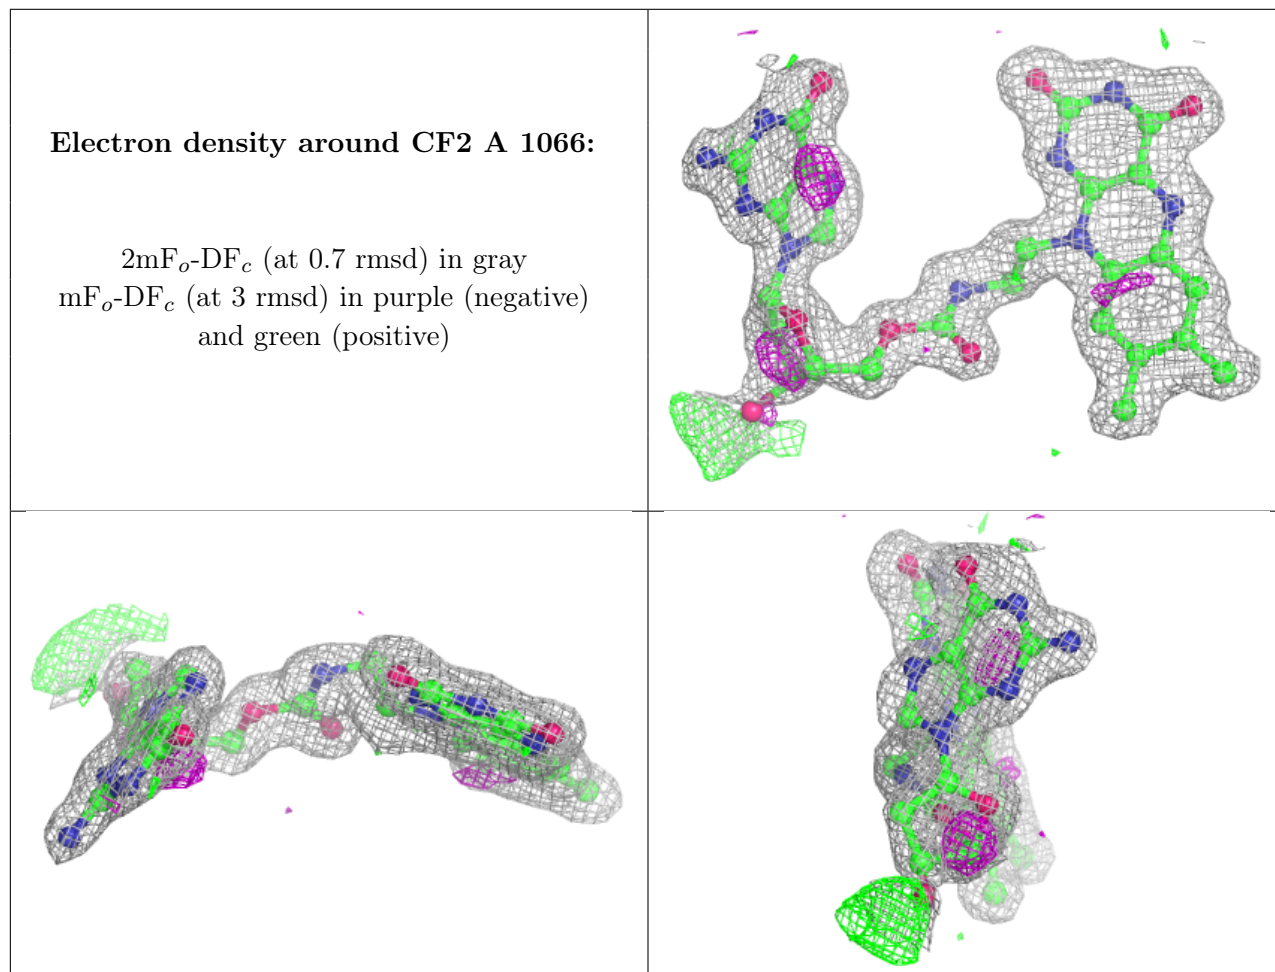 Electron density around CF2 A 1066:
2mFo-DFc (at 0.7 rmsd) in gray
mFo-DFc (at 3 rmsd) in purple (negative)
and green (positive)